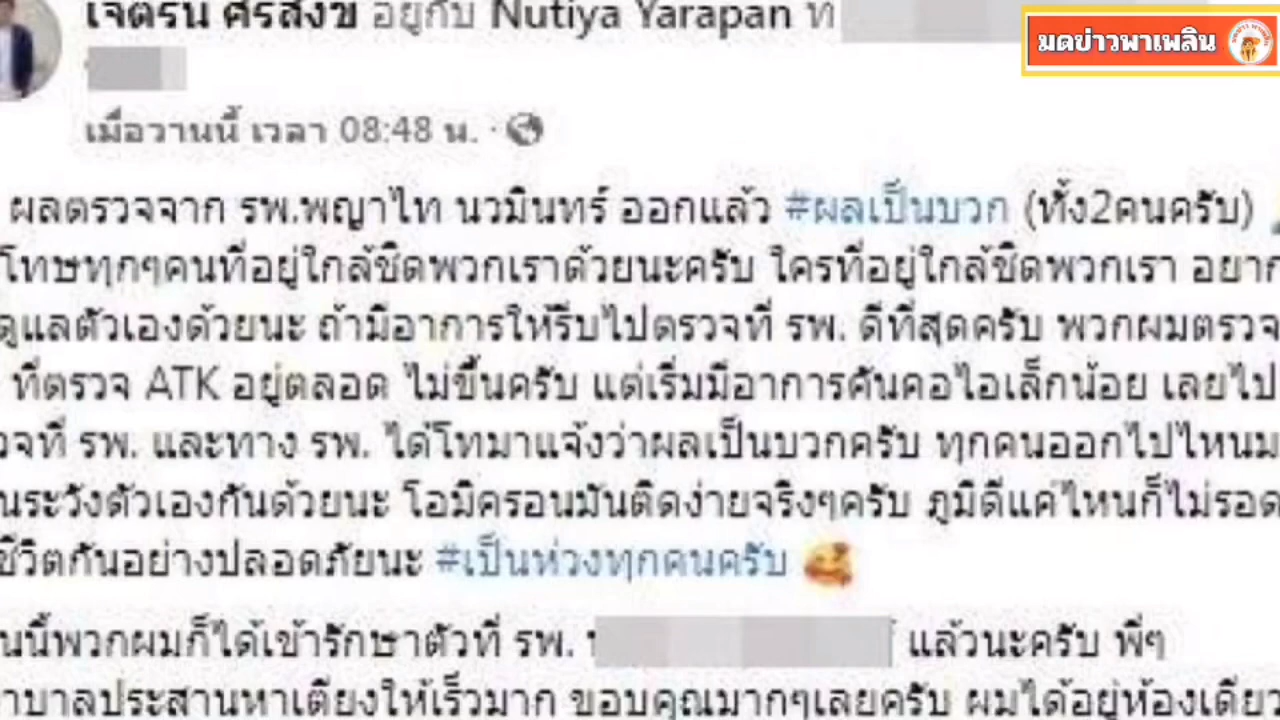 เจตริน ศรีสังข์ อยู่กับ Nutiya Yarapan ที่
มดข่าวพาเพลิน
เมื่อวานนี้ เวลา 08:48 น. ·
ผลตรวจจาก รพ.พญาไท นวมินทร์ ออกแล้ว #ผลเป็นบวก (ทั้ง2คนครับ)
โทษทุกๆคนที่อยู่ใกล้ชืดพวกเราด้วยนะครับ ใครที่อยู่ใกล้ชืดพวกเรา อยาก
ดูแลตัวเองด้วยนะ ถ้ามีอาการให้รีบไปตรวจที่ รพ. ดีที่สุดครับ พวกผมตรวจ
ที่ตรวจ ATK อยู่ตลอด ไม่ขึ้นครับ แต่เริ่มมีอาการคันคอไอเล็กน้อย เลยไป
วจที่ รพ. และทาง รพ. ได้โทมาแจ้งว่าผลเป็นบวกครับ ทุกคนออกไปไหนม
นระวังตัวเองกันด้วยนะ โอมิครอนมันติดง่ายจริงๆครับ ภูมิดีแค่ไหนก็ไม่รอด
ชีวิตกันอย่างปลอดภัยนะ #เป็นห่วงทุกคนครับ 🥰
นนี้พวกผมก็ได้เข้ารักษาตัวที่ รพ. แล้วนะครับ พี่ๆ
าบาลประสานหาเตียงให้เร็วมาก ขอบคุณมากๆเลยครับ ผมได้อยู่ห้องเดียว